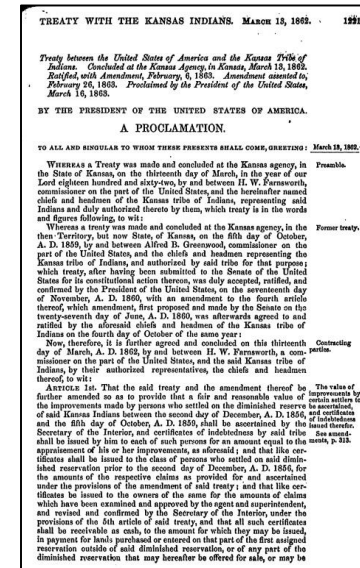 TREATY WITH THE KANSAS INDIANS. MARCH 13, 1862. 1221
Treaty between the United States of America and the Kansas Tribe of
Indians. Concluded at the Kansas Agency, in Kansas, March 13, 1862.
Ratified, with Amendment, February, 6, 1863. Amendment assented to,
February 26, 1863. Proclaimed by the President of the United States,
March 16, 1863.
BY THE PRESIDENT OF THE UNITED STATES OF AMERICA.
A PROCLAMATION.
TO ALL AND SINGULAR TO WHOM THESE PRESENTS SHALL COME, GREETING: March 13, 1862.
WHEREAS a Treaty was made and concluded at the Kansas agency, in Preamble.
the State of Kansas, on the thirteenth day of March, in the year of our
Lord eighteen hundred and sixty-two, by and between H. W. Farnsworth,
commissioner on the part of the United States, and the hereinafter named
chiefs and headmen of the Kansas tribe of Indians, representing said
Indians and duly authorized thereto by them, which treaty is in the words
and figures following, to wit:
Whereas a treaty was made and concluded at the Kansas Agency, in the Former treaty.
then Territory, but now State, of Kansas, on the fifth day of October,
A. D. 1859, by and between Alfred B. Greenwood, commissioner on the
part of the United States, and the chiefs and headmen representing the
Kansas tribe of Indians, and authorized by said tribe for that purpose;
which treaty, after having been submitted to the Senate of the United
States for its constitutional action thereon, was duly accepted, ratified, and
confirmed by the President of the United States, on the seventeenth day
of November, A. D. 1860, with an amendment to the fourth article
thereof, which amendment, first proposed and made by the Senate on the
twenty-seventh day of June, A. D. 1860, was afterwards agreed to and
ratified by the aforesaid chiefs and headmen of the Kansas tribe of
Indians on the fourth day of October of the same year:
Now, therefore, it is further agreed and concluded on this thirteenth Contracting
day of March, A. D. 1862, by and between H. W. Farnsworth, a com- parties.
missioner on the part of the United States, and the said Kansas tribe of
Indians, by their authorized representatives, the chiefs and headmen
thereof, to wit:
ARTICLE 1st. That the said treaty and the amendment thereof be The value of
further amended so as to provide that a fair and reasonable value of improvements by
the improvements made by persons who settled on the diminished reserve certain settlers to
of said Kansas Indians between the second day of December, A. D. 1856, be ascertained,
and the fifth day of October, A. D. 1859, shall be ascertained by the and certificates
Secretary of the Interior, and certificates of indebtedness by said tribe of indebtedness
shall be issued by him to each of such persons for an amount equal to the issued therefor.
appraisement of his or her improvements, as aforesaid; and that like cer- See amend-
tificates shall be issued to the class of persons who settled on said dimin- ments, p. 313.
ished reservation prior to the second day of December, A. D. 1856, for
the amounts of the respective claims as provided for and ascertained
under the provisions of the amendment of said treaty; and that like cer-
tificates be issued to the owners of the same for the amounts of claims
which have been examined and approved by the agent and superintendent,
and revised and confirmed by the Secretary of the Interior, under the
provisions of the 5th article of said treaty, and that all such certificates
shall be receivable as cash, to the amount for which they may be issued,
in payment for lands purchased or entered on that part of the first assigned
reservation outside of said diminished reservation, or of any part of the
diminished reservation that may hereafter be offered for sale, or may be